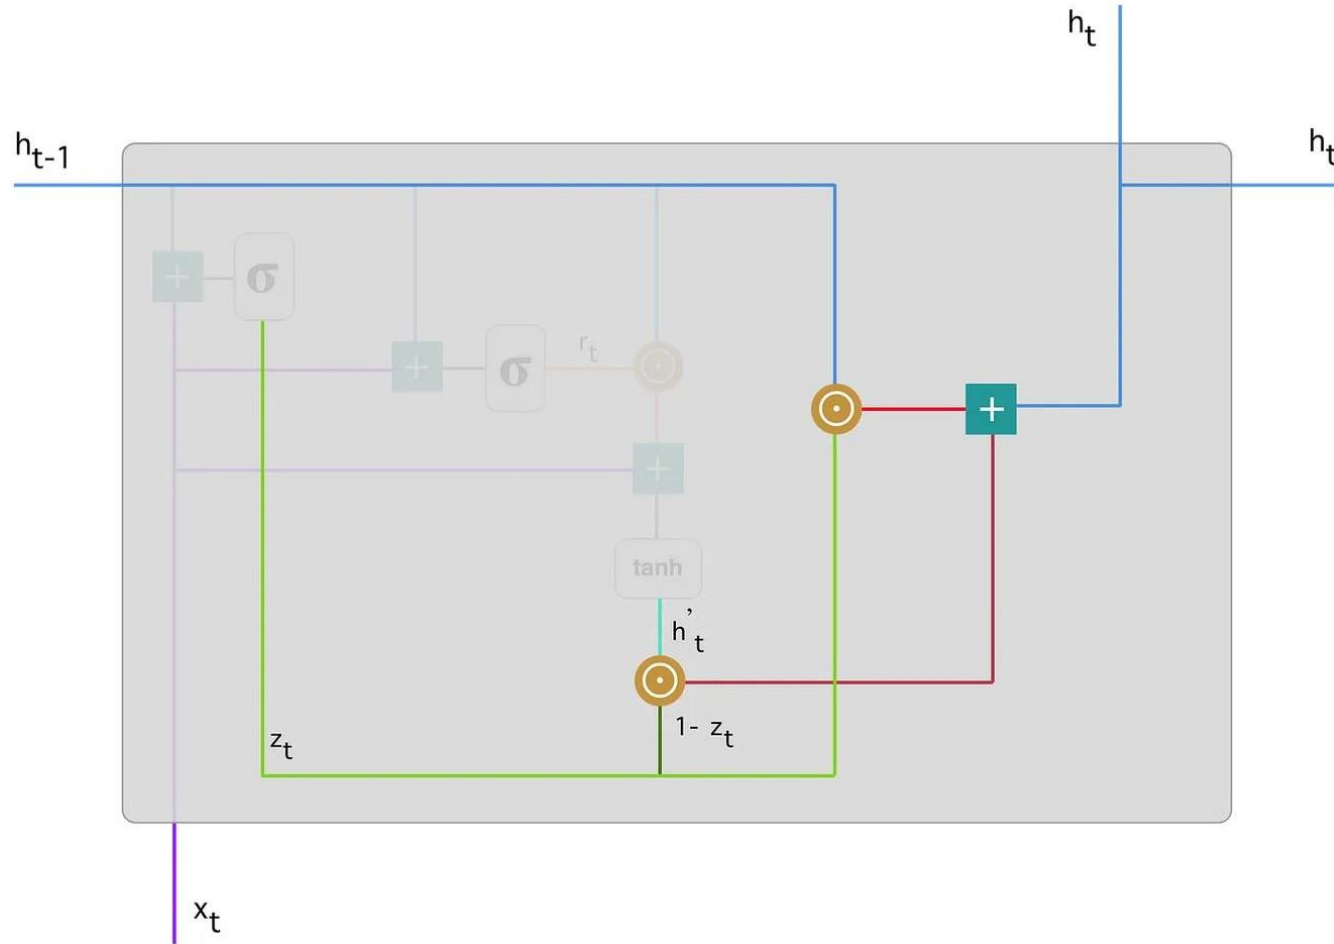 h_t
h_t-1
h_t
+
σ
+
σ
r_t
+
+
tanh
h'_t
1- z_t
z_t
x_t